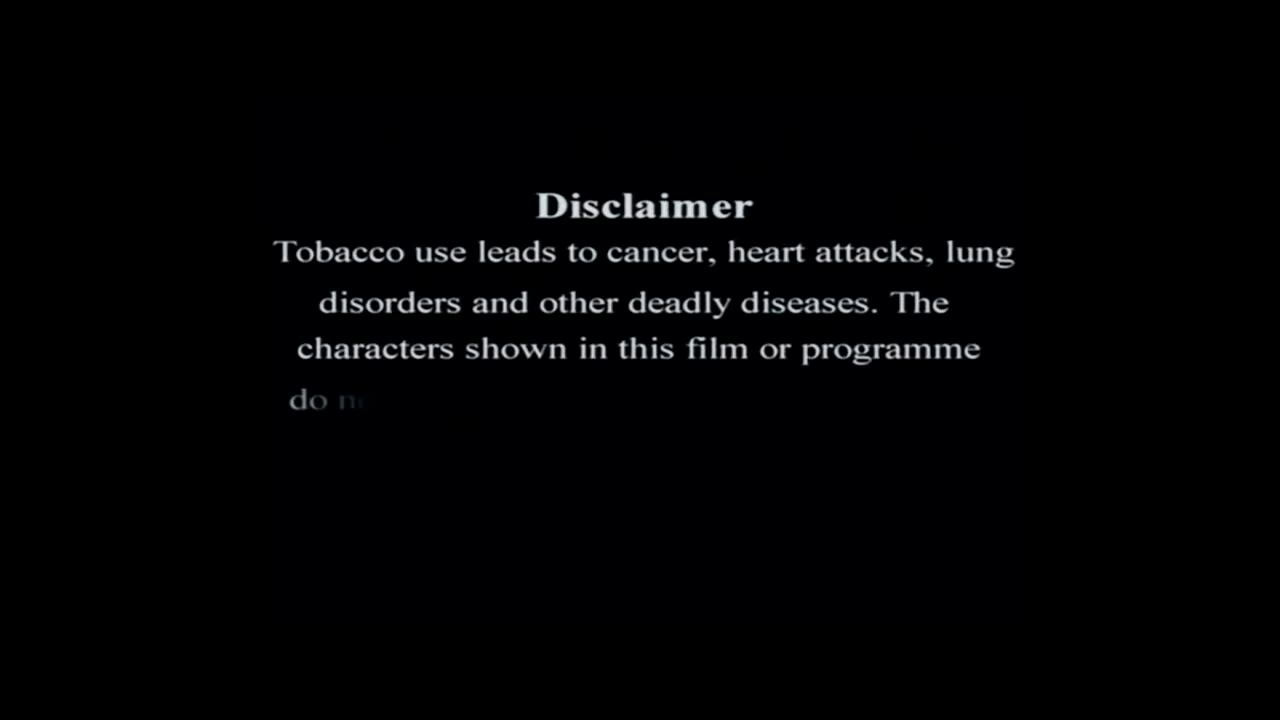 Disclaimer
Tobacco use leads to cancer, heart attacks, lung
disorders and other deadly diseases. The
characters shown in this film or programme
do